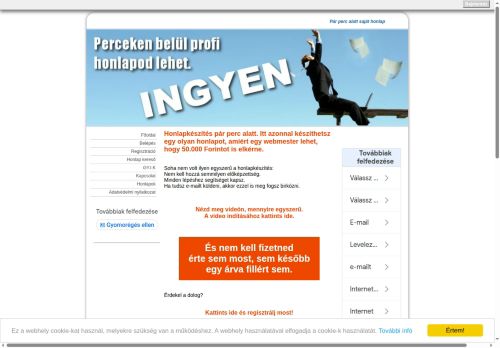 Bejelentés
Pár perc alatt saját honlap
Perceken belül profi
honlapod lehet.
INGYEN
Főoldal
Belépés
Regisztráció
Honlap kereső
GY.I.K
Kapcsolat
Honlapok
Adatvédelmi nyilatkozat
Továbbiak felfedezése
Gyomorégés ellen
Honlapkészítés pár perc alatt. Itt azonnal készíthetsz
egy olyan honlapot, amiért egy webmester lehet,
hogy 50.000 Forintot is elkérne.
Soha nem volt ilyen egyszerű a honlapkészítés:
Nem kell hozzá semmilyen előképzettség.
Minden lépéshez segítséget kapsz.
Ha tudsz e-mailt küldeni, akkor ezzel is meg fogsz birkózni.
Nézd meg videón, mennyire egyszerű.
A videó indításához kattints ide.
És nem kell fizetned
érte sem most, sem később
egy árva fillért sem.
Érdekel a dolog?
Kattints ide és regisztrálj most!
Továbbiak
felfedezése
Válassz ...
Válassz ...
E-mail
Levelez...
e-mailt
Internet...
Internet
Ez a webhely cookie-kat használ, melyekre szükség van a működéshez. A webhely használatával elfogadja a cookie-k használatát. További infó
Értem!